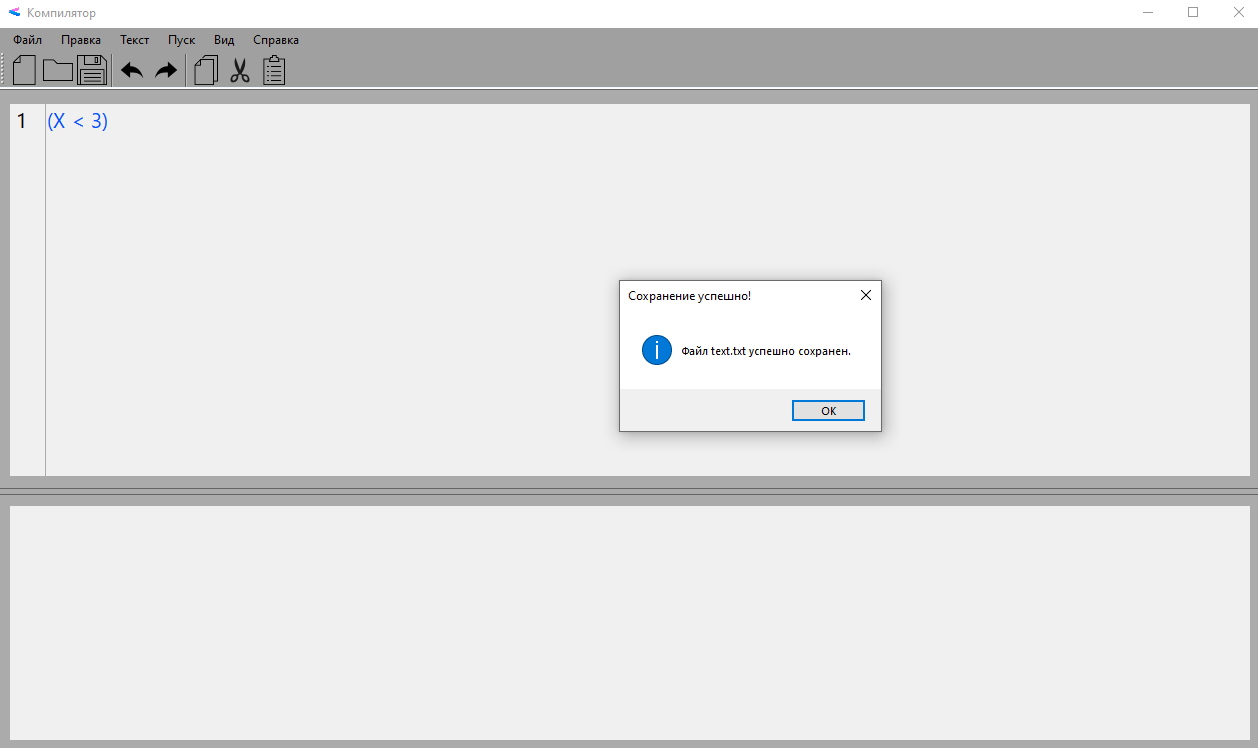 Компилятор
Файл Правка Текст Пуск Вид Справка
1 (X < 3)
Сохранение успешно!
Файл text.txt успешно сохранен.
OK